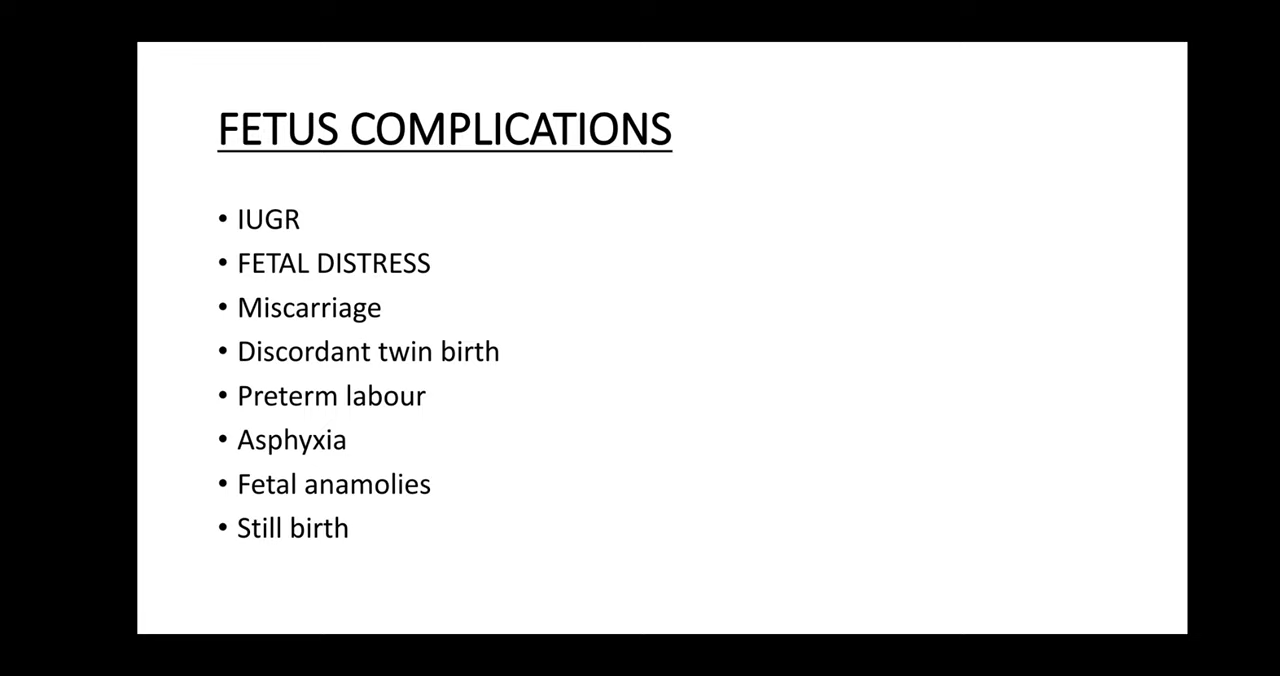 FETUS COMPLICATIONS
• IUGR
• FETAL DISTRESS
• Miscarriage
• Discordant twin birth
• Preterm labour
• Asphyxia
• Fetal anamolies
• Still birth